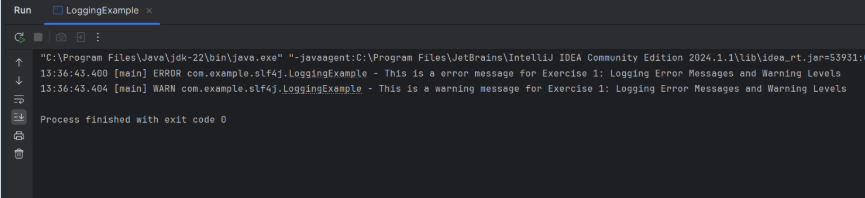 Run LoggingExample ×
"C:\Program Files\Java\jdk-22\bin\java.exe" "-javaagent:C:\Program Files\JetBrains\IntelliJ IDEA Community Edition 2024.1.1\lib\idea_rt.jar=53931:
13:36:43.400 [main] ERROR com.example.slf4j.LoggingExample - This is a error message for Exercise 1: Logging Error Messages and Warning Levels
13:36:43.404 [main] WARN com.example.slf4j.LoggingExample - This is a warning message for Exercise 1: Logging Error Messages and Warning Levels
Process finished with exit code 0